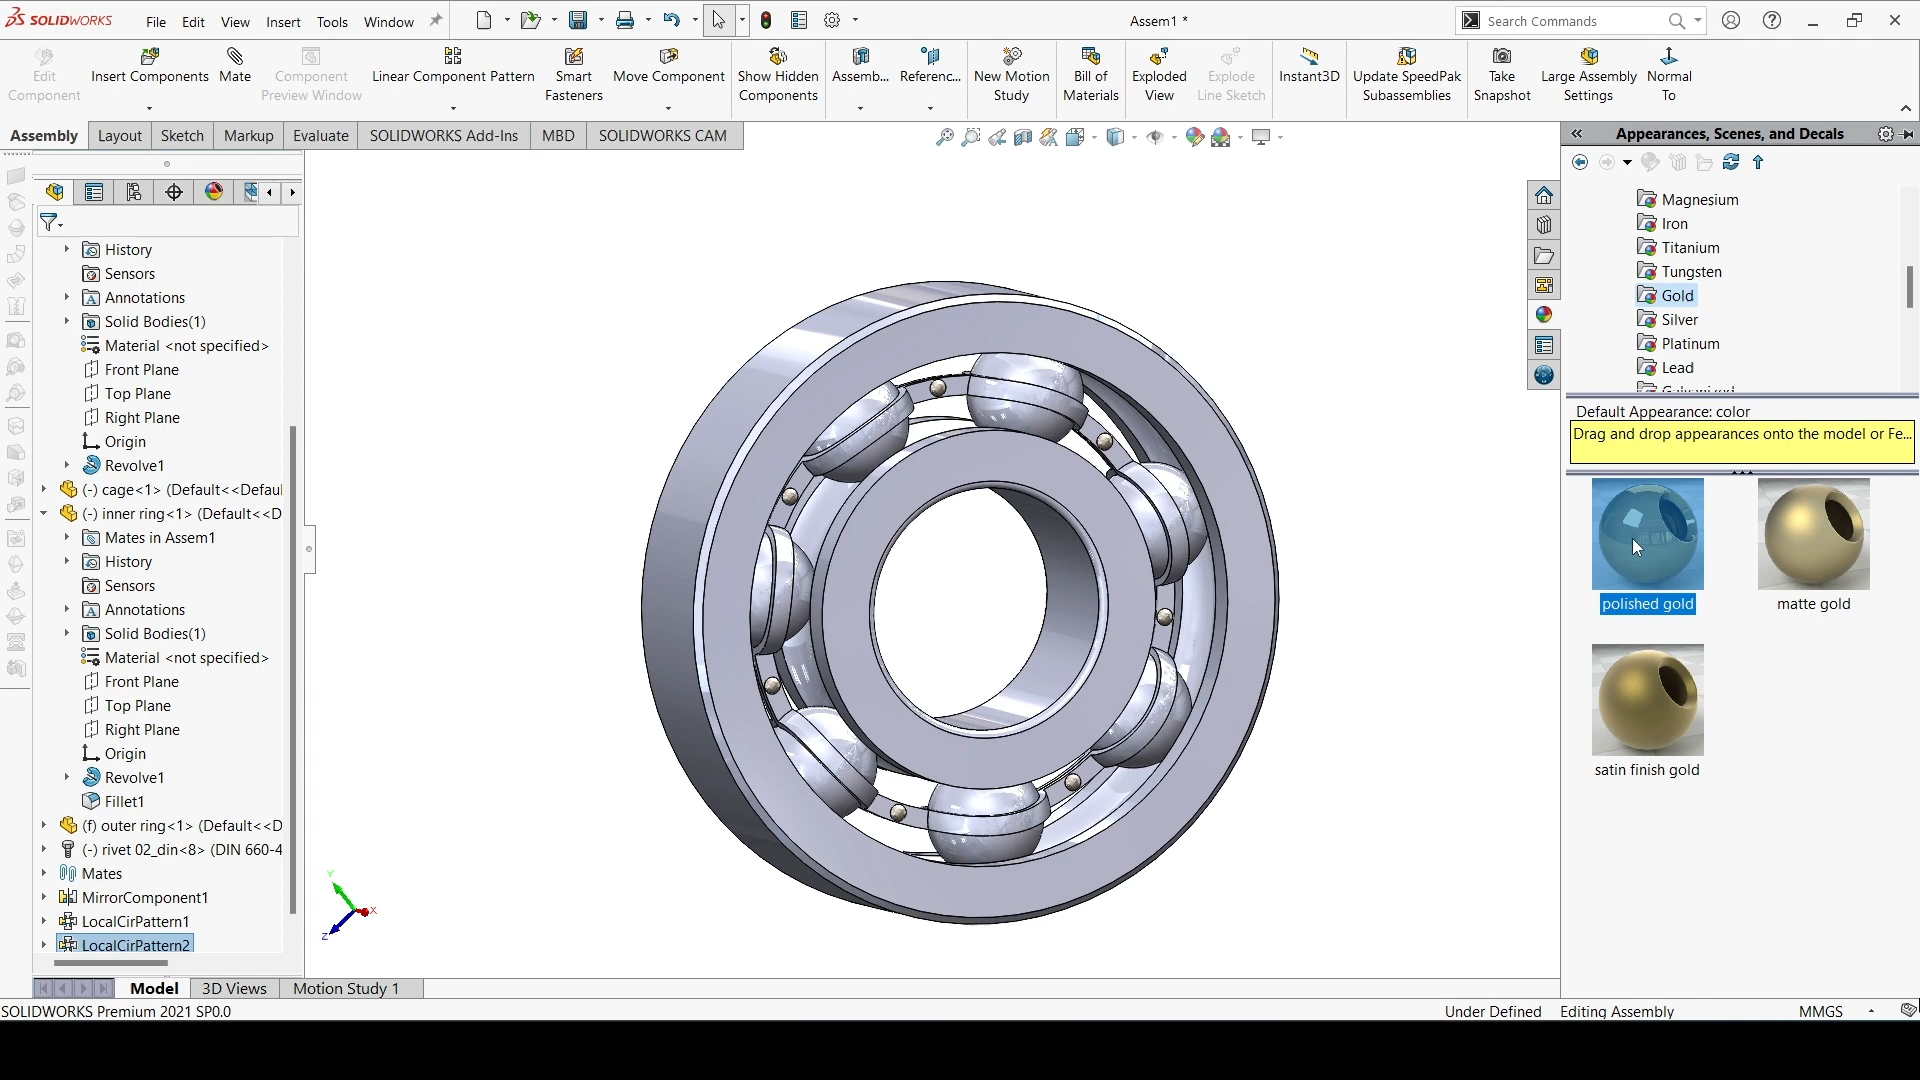 SOLIDWORKS
File Edit View Insert Tools Window
Assem1 *
Search Commands
Edit Component
Insert Components
Mate
Component Preview Window
Linear Component Pattern
Smart Fasteners
Move Component
Show Hidden Components
Assemb...
Referenc...
New Motion Study
Bill of Materials
Exploded View
Explode Line Sketch
Instant3D
Update SpeedPak Subassemblies
Take Snapshot
Large Assembly Settings
Normal To
Assembly Layout Sketch Markup Evaluate SOLIDWORKS Add-Ins MBD SOLIDWORKS CAM
History
Sensors
Annotations
Solid Bodies(1)
Material <not specified>
Front Plane
Top Plane
Right Plane
Origin
Revolve1
(-) cage<1> (Default<<Defaul
(-) inner ring<1> (Default<<D
Mates in Assem1
History
Sensors
Annotations
Solid Bodies(1)
Material <not specified>
Front Plane
Top Plane
Right Plane
Origin
Revolve1
Fillet1
(f) outer ring<1> (Default<<D
(-) rivet 02_din<8> (DIN 660-4
Mates
MirrorComponent1
LocalCirPattern1
LocalCirPattern2
Y
X
Z
Appearances, Scenes, and Decals
Magnesium
Iron
Titanium
Tungsten
Gold
Silver
Platinum
Lead
Default Appearance: color
Drag and drop appearances onto the model or Fe...
polished gold
matte gold
satin finish gold
Model 3D Views Motion Study 1
SOLIDWORKS Premium 2021 SP0.0
Under Defined Editing Assembly MMGS